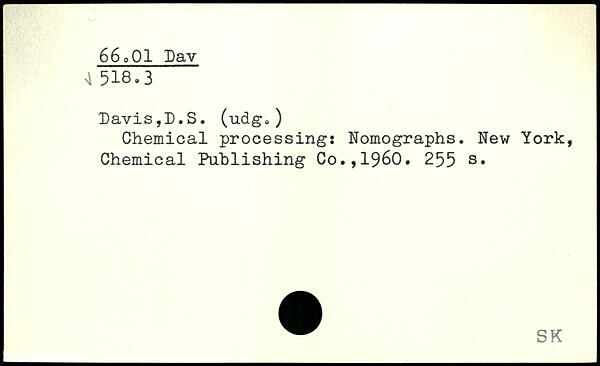 66.01 Dav
518.3
Davis,D.S. (udg.)
Chemical processing: Nomographs. New York,
Chemical Publishing Co.,1960. 255 s.
SK